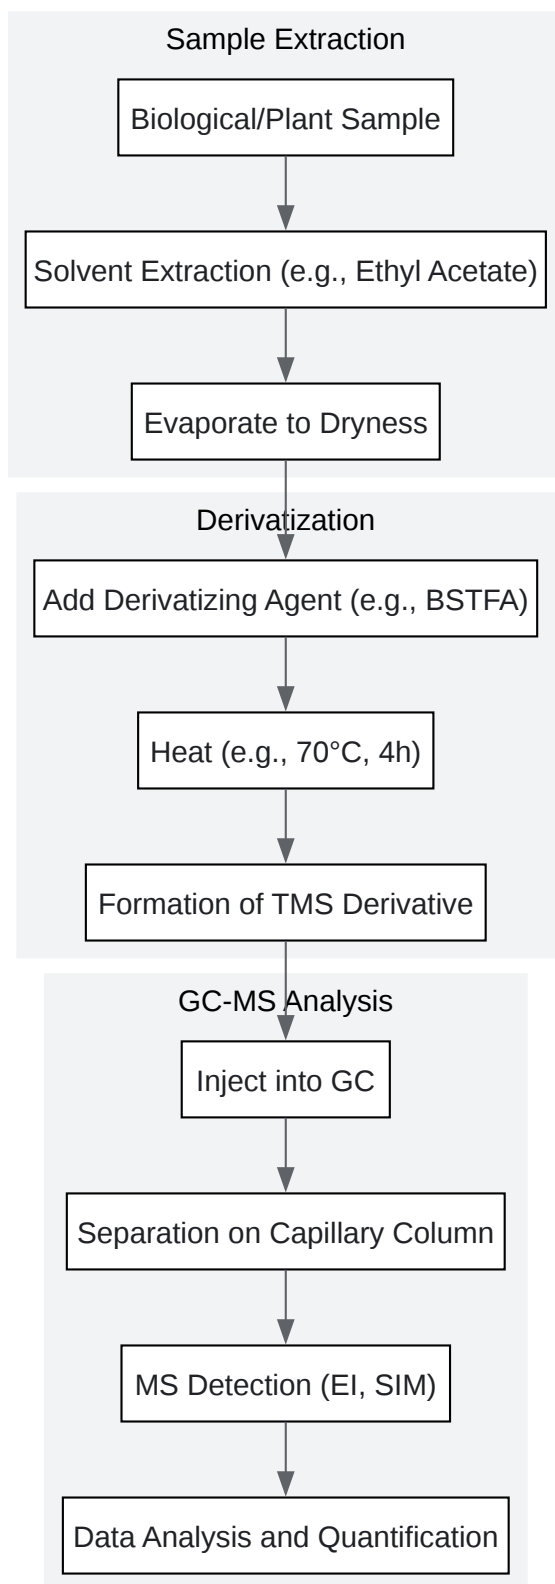 Sample Extraction
Biological/Plant Sample
Solvent Extraction (e.g., Ethyl Acetate)
Evaporate to Dryness
Derivatization
Add Derivatizing Agent (e.g., BSTFA)
Heat (e.g., 70°C, 4h)
Formation of TMS Derivative
GC-MS Analysis
Inject into GC
Separation on Capillary Column
MS Detection (EI, SIM)
Data Analysis and Quantification